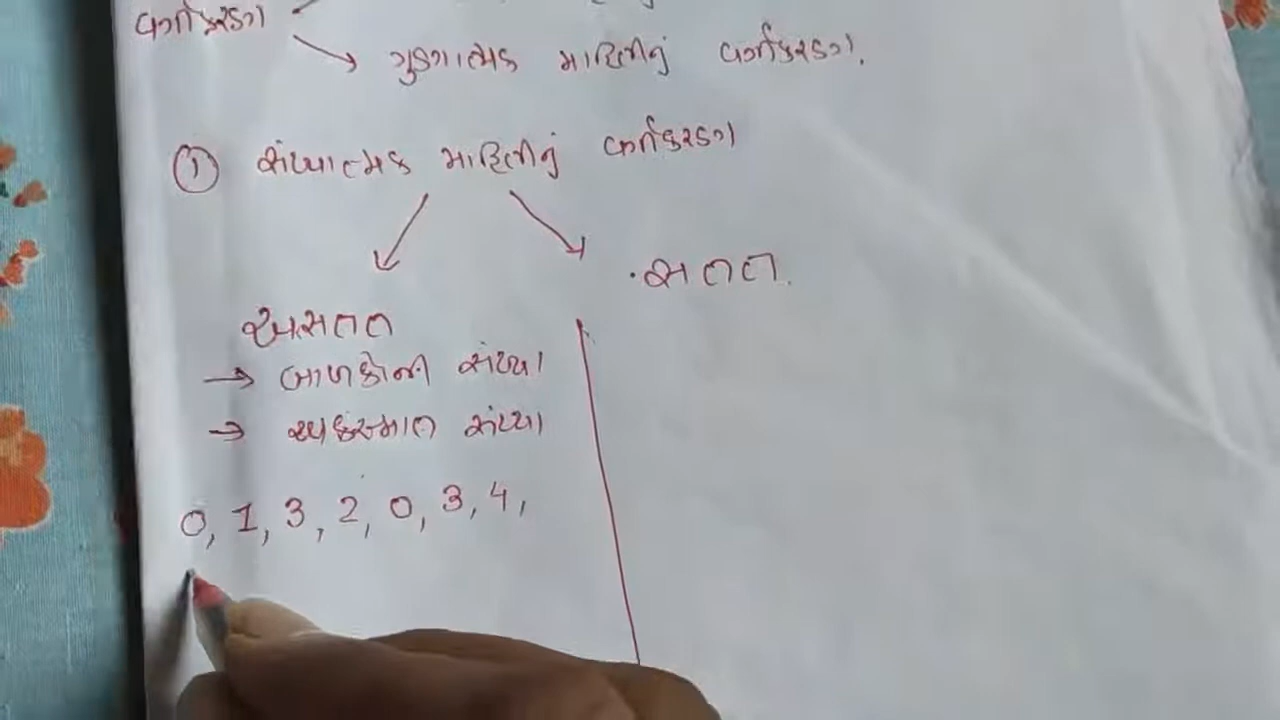 વર્ગીકરણ
→ ગુણાત્મક માહિતીનું વર્ગીકરણ.
૧ સંખ્યાત્મક માહિતીનું વર્ગીકરણ
· સતત.
અસતત
→ બાળકોની સંખ્યા
→ અકસ્માત સંખ્યા
0, 1, 3, 2, 0, 3, 4,